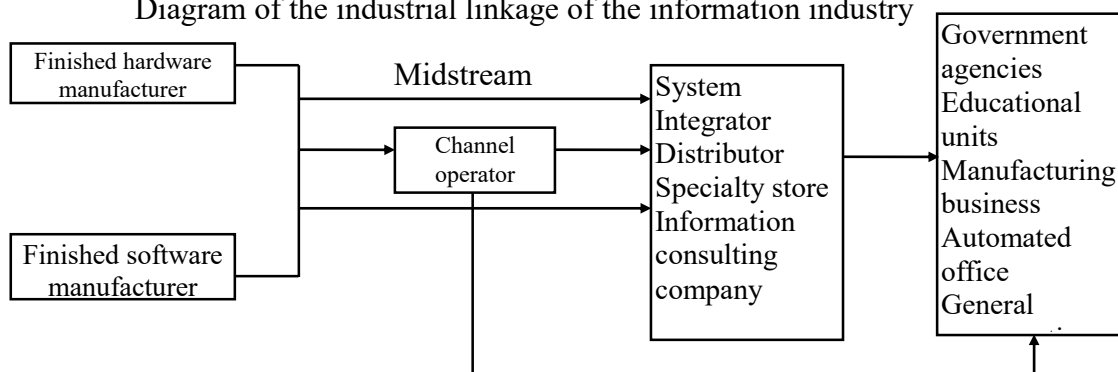 Diagram of the industrial linkage of the information industry
Finished hardware
manufacturer
Midstream
Channel
operator
Finished software
manufacturer
System
Integrator
Distributor
Specialty store
Information
consulting
company
Government
agencies
Educational
units
Manufacturing
business
Automated
office
General